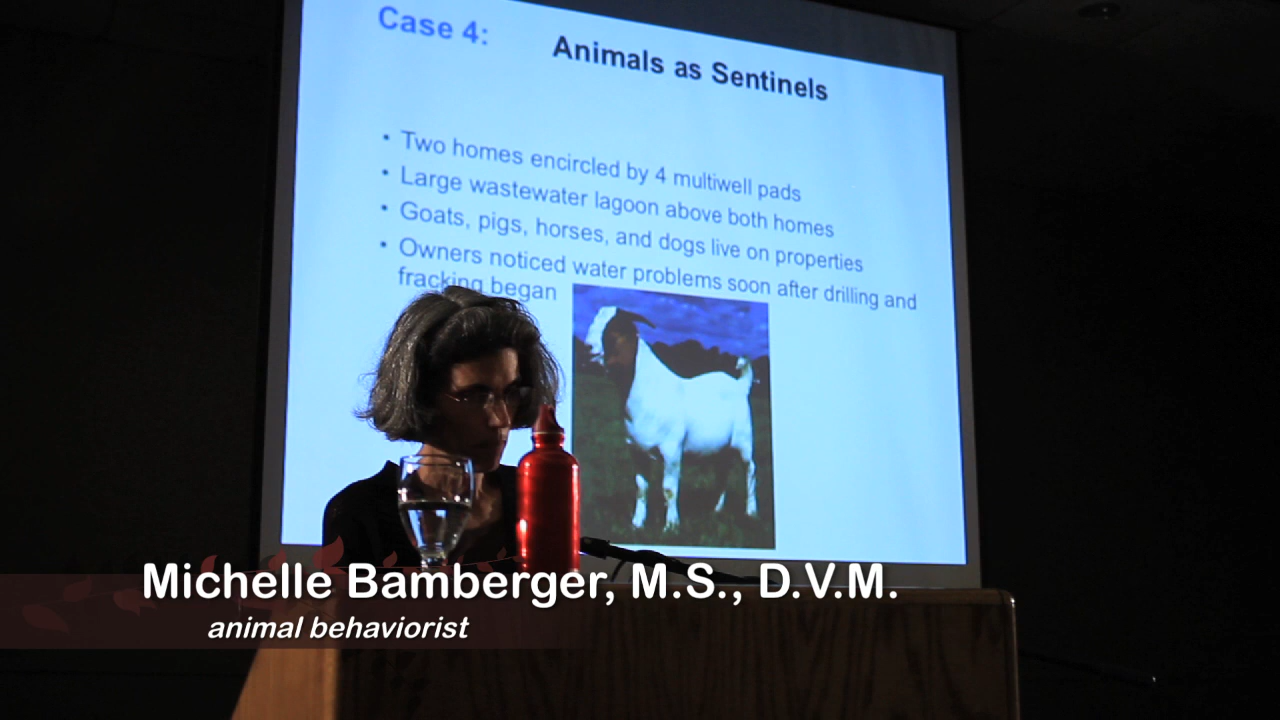 Case 4:
Animals as Sentinels
• Two homes encircled by 4 multiwell pads
• Large wastewater lagoon above both homes
• Goats, pigs, horses, and dogs live on properties
• Owners noticed water problems soon after drilling and
fracking began
Michelle Bamberger, M.S., D.V.M.
animal behaviorist